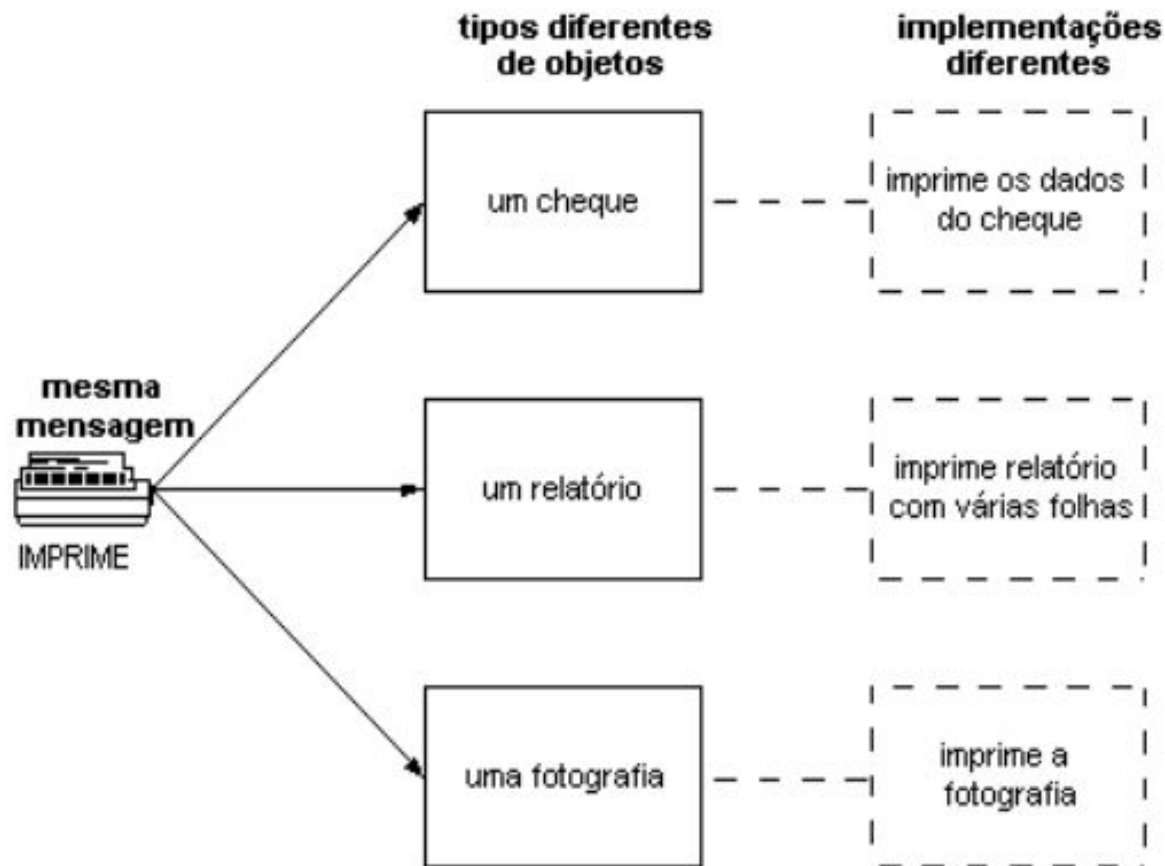 tipos diferentes
de objetos
implementações
diferentes
um cheque
imprime os dados
do cheque
mesma
mensagem
IMPRIME
um relatório
imprime relatório
com várias folhas
uma fotografia
imprime a
fotografia